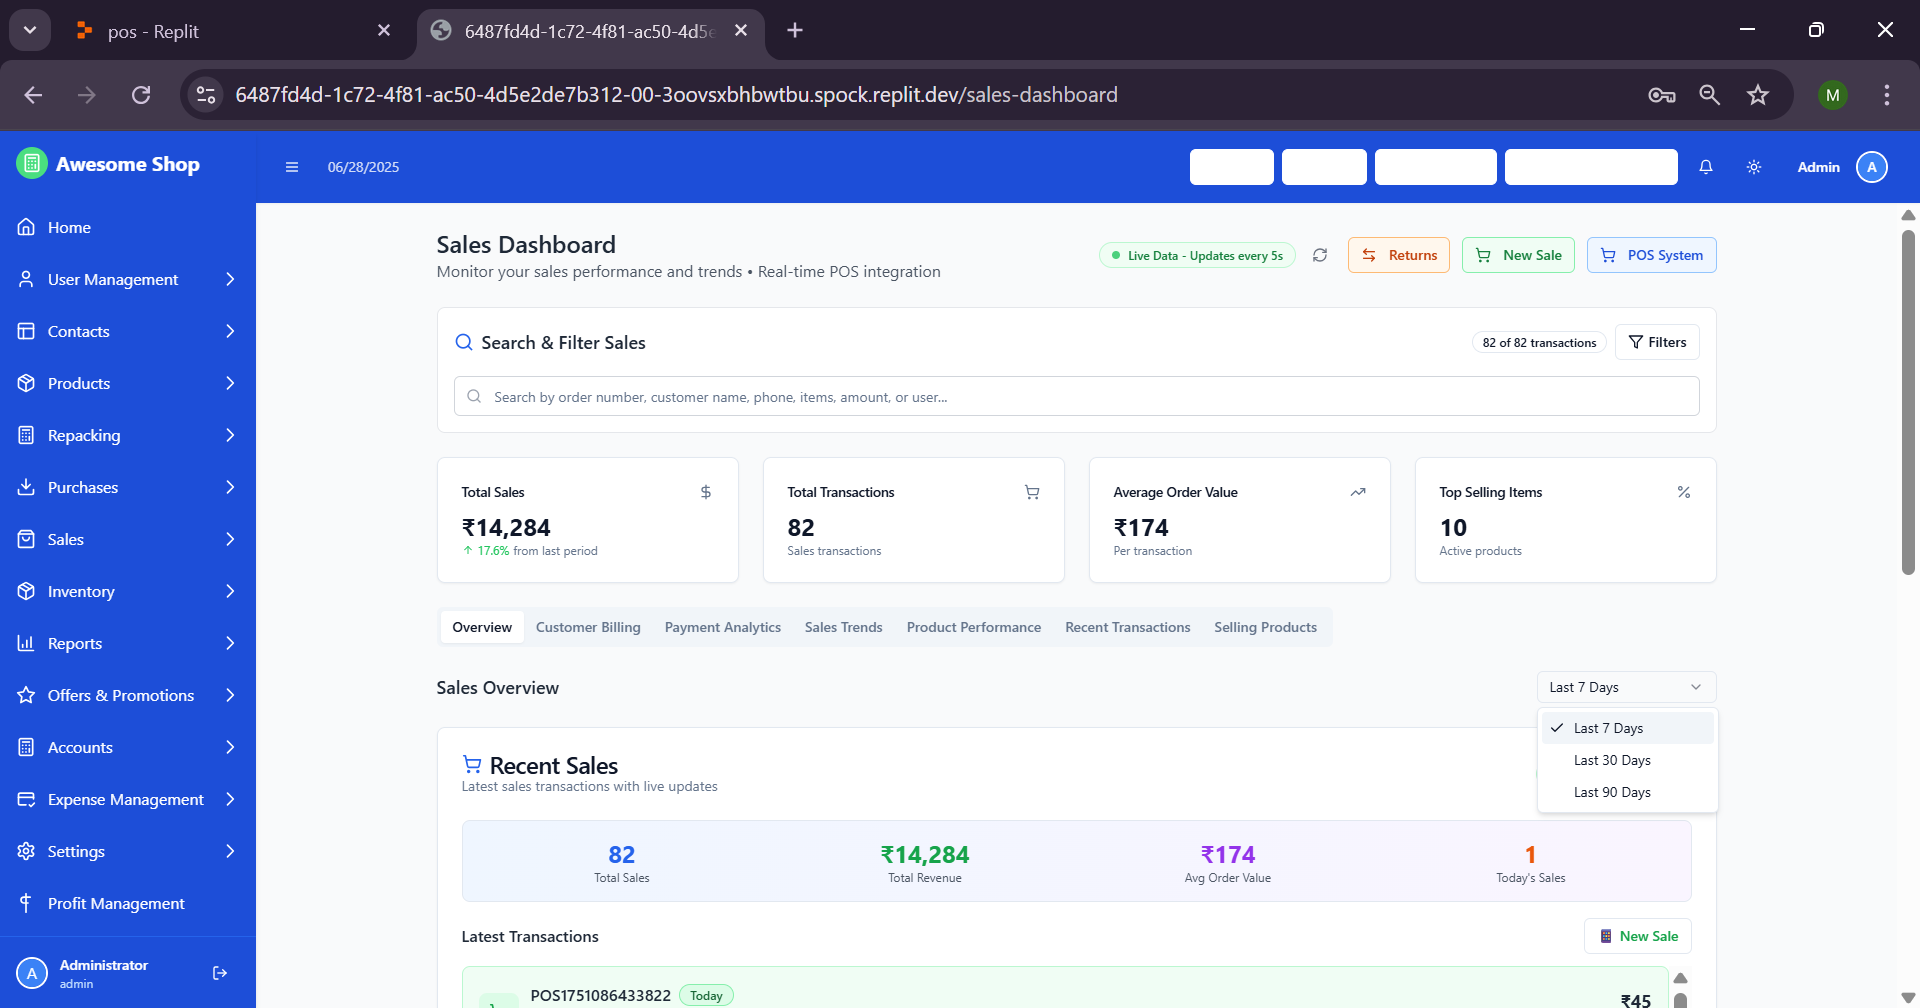 pos - Replit
6487fd4d-1c72-4f81-ac50-4d5e
6487fd4d-1c72-4f81-ac50-4d5e2de7b312-00-3oovsxbhbwtbu.spock.replit.dev/sales-dashboard
M
Awesome Shop
06/28/2025
Admin
A
Home
User Management
Contacts
Products
Repacking
Purchases
Sales
Inventory
Reports
Offers & Promotions
Accounts
Expense Management
Settings
Profit Management
A
Administrator
admin
Sales Dashboard
Monitor your sales performance and trends • Real-time POS integration
Live Data - Updates every 5s
Returns
New Sale
POS System
Search & Filter Sales
82 of 82 transactions
Filters
Search by order number, customer name, phone, items, amount, or user...
Total Sales
$
₹14,284
↑ 17.6% from last period
Total Transactions
82
Sales transactions
Average Order Value
₹174
Per transaction
Top Selling Items
%
10
Active products
Overview
Customer Billing
Payment Analytics
Sales Trends
Product Performance
Recent Transactions
Selling Products
Sales Overview
Last 7 Days
Last 7 Days
Last 30 Days
Last 90 Days
Recent Sales
Latest sales transactions with live updates
82
Total Sales
₹14,284
Total Revenue
₹174
Avg Order Value
1
Today's Sales
Latest Transactions
New Sale
POS1751086433822
Today
₹45